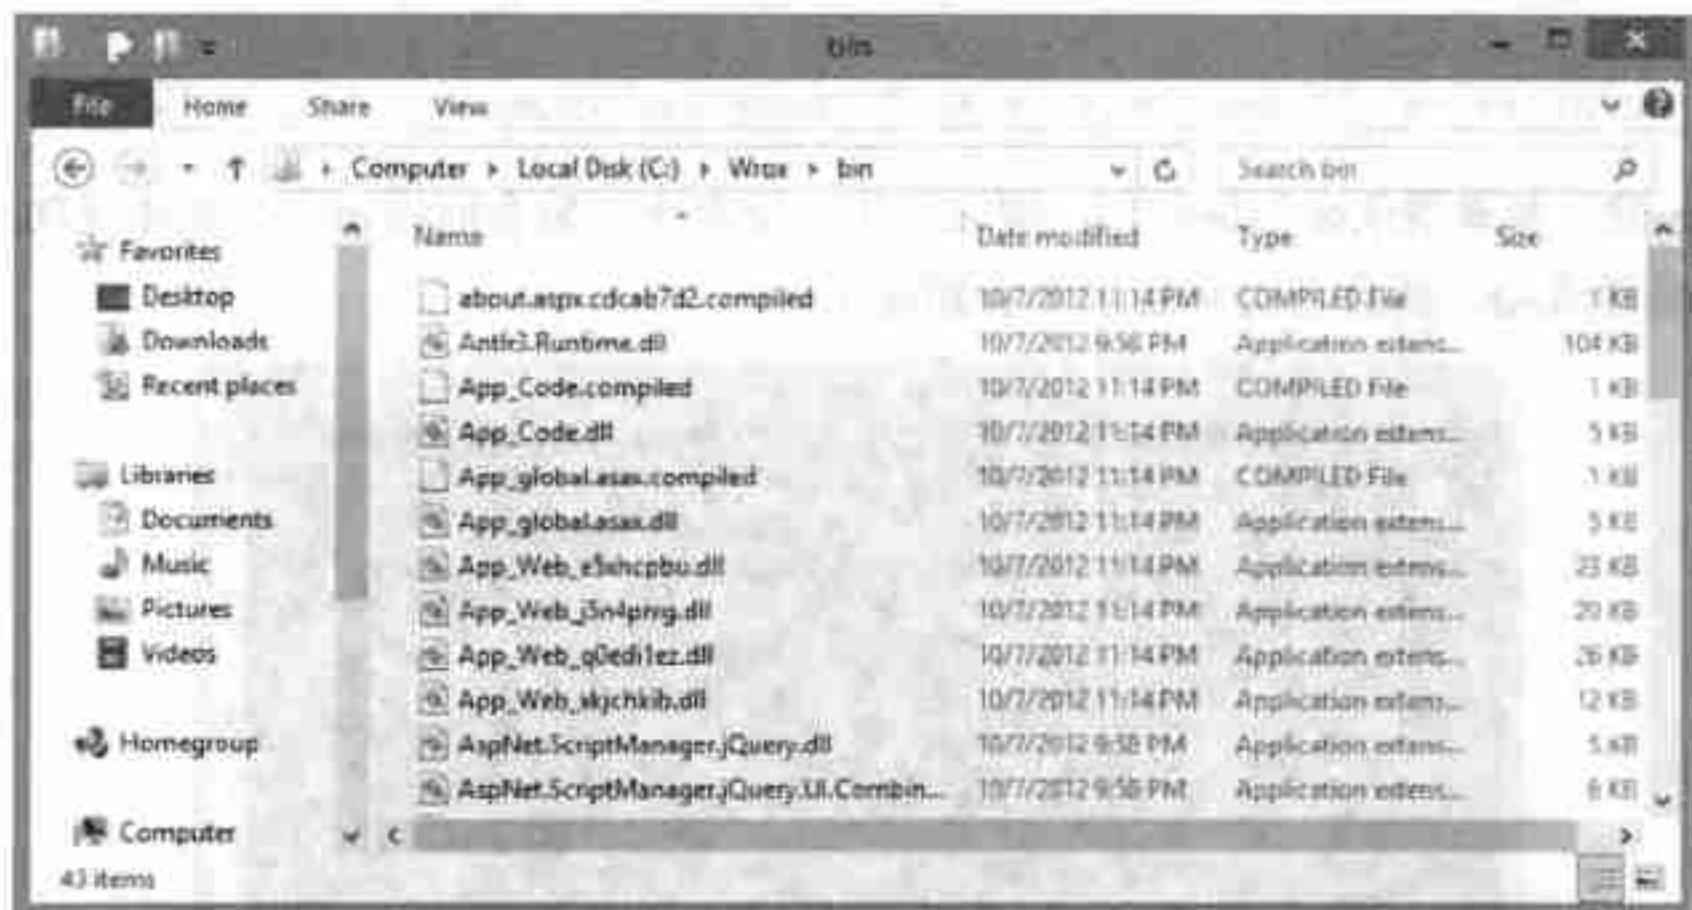 bin
File Home Share View
Computer Local Disk (C:) Wrox bin Search bin
Name Date modified Type Size
Favorites
Desktop
Downloads
Recent places
Libraries
Documents
Music
Pictures
Videos
Homegroup
Computer
about.aspx.cdcab7d2.compiled 10/7/2012 11:14 PM COMPILED File 1 KB
Antlr3.Runtime.dll 10/7/2012 9:58 PM Application extens... 104 KB
App_Code.compiled 10/7/2012 11:14 PM COMPILED File 1 KB
App_Code.dll 10/7/2012 11:14 PM Application extens... 5 KB
App_global.asax.compiled 10/7/2012 11:14 PM COMPILED File 1 KB
App_global.asax.dll 10/7/2012 11:14 PM Application extens... 5 KB
10/7/2012 11:14 PM Application extens... 23 KB
10/7/2012 11:14 PM Application extens... 20 KB
App_Web_q0edi1ez.dll 10/7/2012 11:14 PM Application extens... 26 KB
10/7/2012 11:14 PM Application extens... 12 KB
AspNet.ScriptManager.jQuery.dll 10/7/2012 9:58 PM Application extens... 5 KB
AspNet.ScriptManager.jQuery.UI.Combin... 10/7/2012 9:58 PM Application extens... 6 KB
43 items